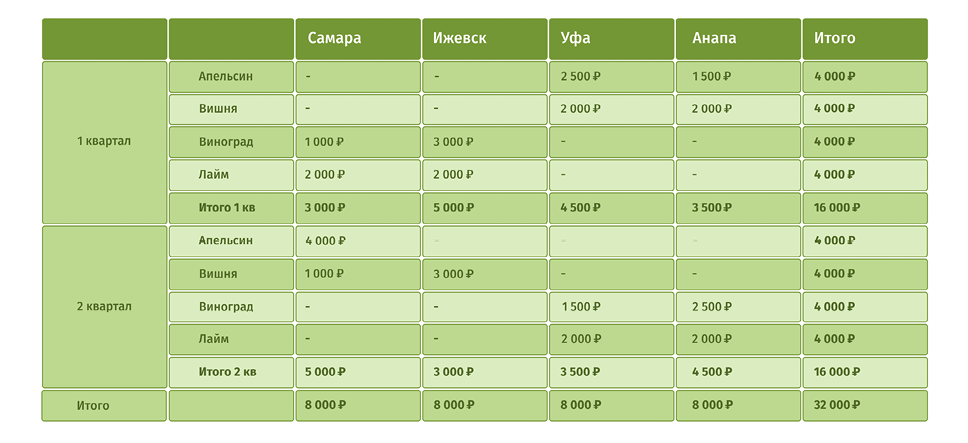 Самара Ижевск Уфа Анапа Итого
Апельсин - - 2 500 ₽ 1 500 ₽ 4 000 ₽
Вишня - - 2 000 ₽ 2 000 ₽ 4 000 ₽
1 квартал Виноград 1 000 ₽ 3 000 ₽ - - 4 000 ₽
Лайм 2 000 ₽ 2 000 ₽ - - 4 000 ₽
Итого 1 кв 3 000 ₽ 5 000 ₽ 4 500 ₽ 3 500 ₽ 16 000 ₽
Апельсин 4 000 ₽ - - - 4 000 ₽
Вишня 1 000 ₽ 3 000 ₽ - - 4 000 ₽
2 квартал Виноград - - 1 500 ₽ 2 500 ₽ 4 000 ₽
Лайм - - 2 000 ₽ 2 000 ₽ 4 000 ₽
Итого 2 кв 5 000 ₽ 3 000 ₽ 3 500 ₽ 4 500 ₽ 16 000 ₽
Итого 8 000 ₽ 8 000 ₽ 8 000 ₽ 8 000 ₽ 32 000 ₽